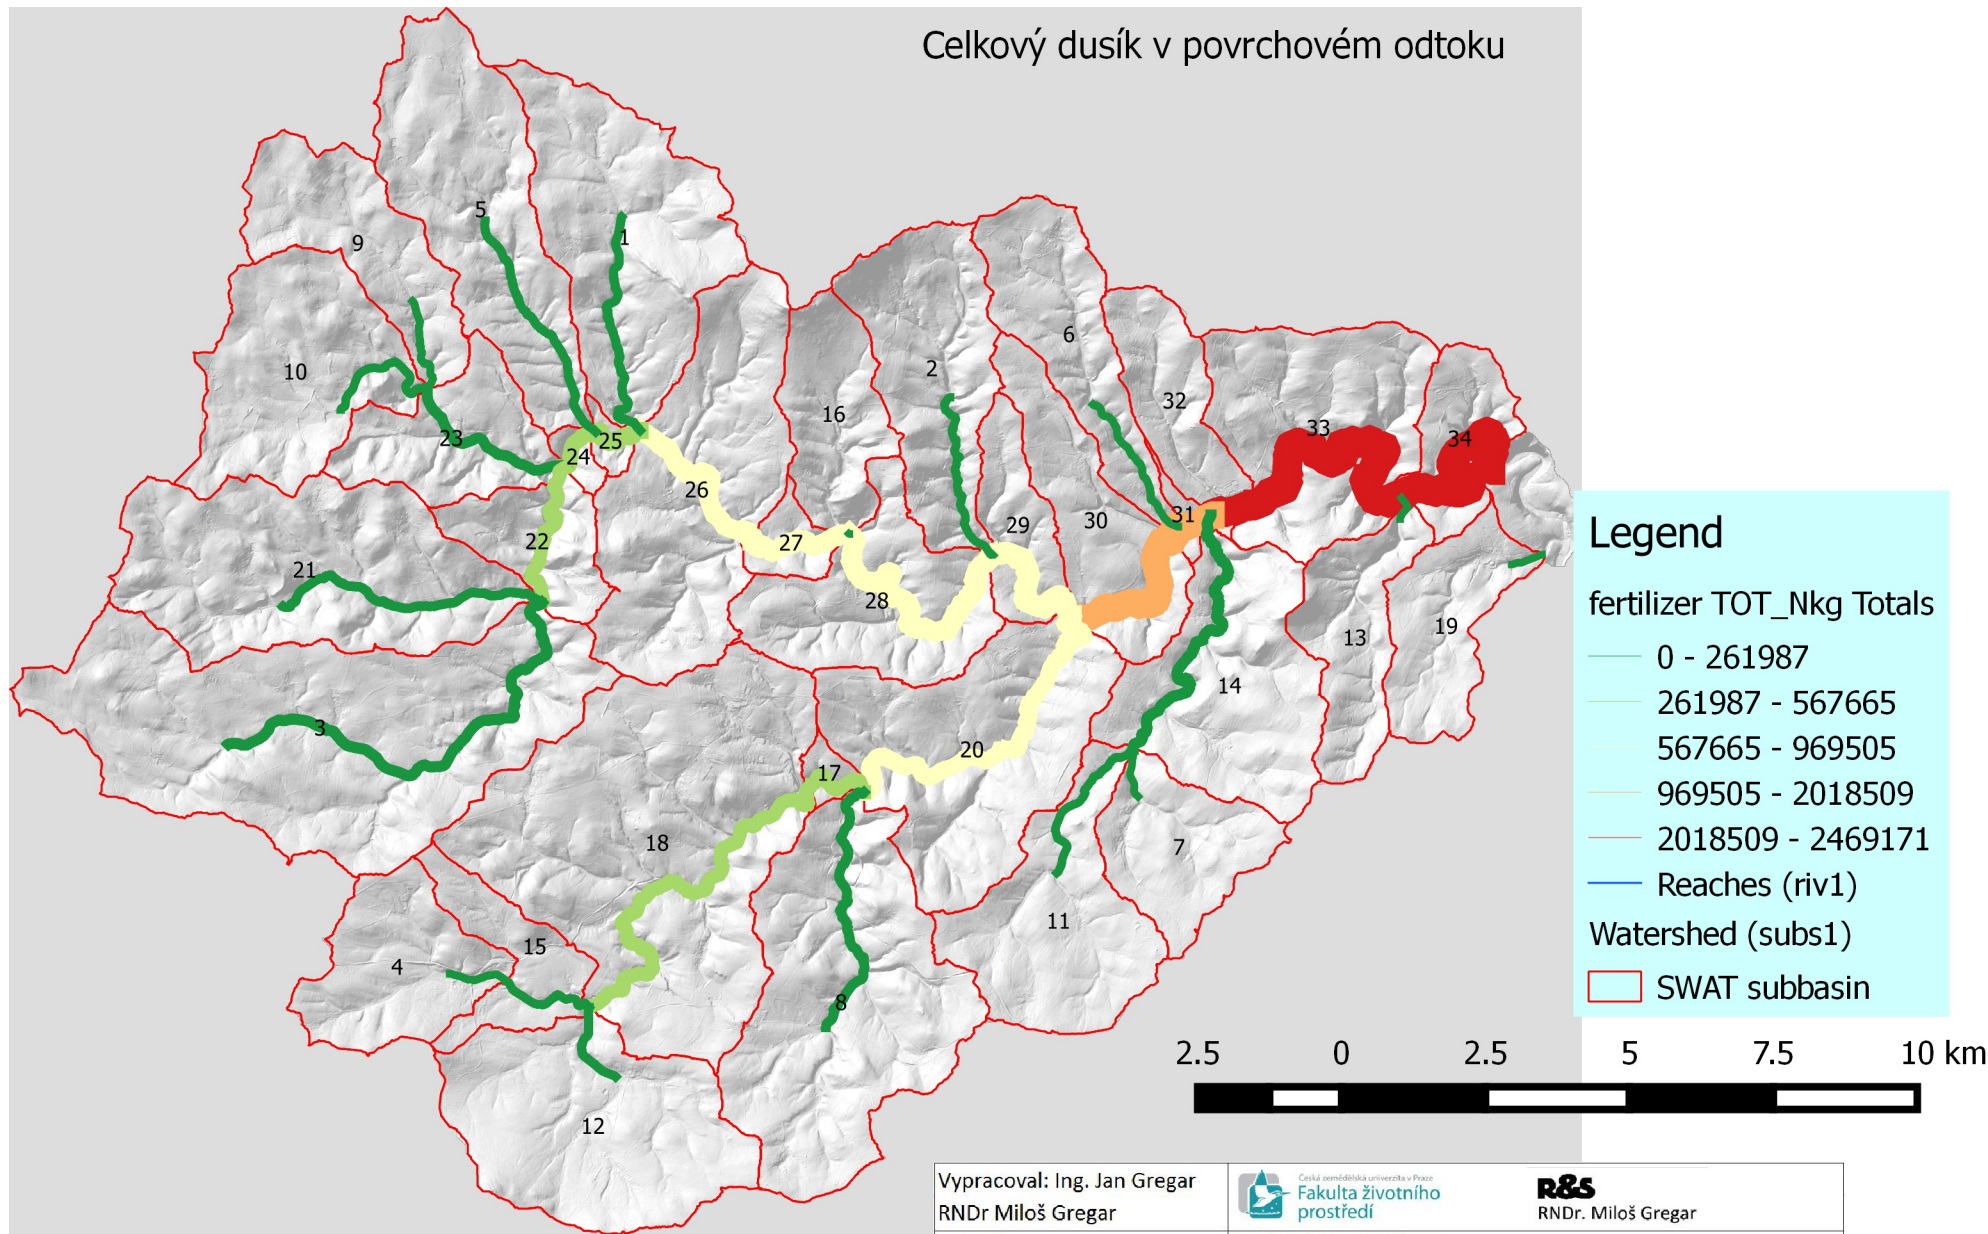 Celkový dusík v povrchovém odtoku
5
1
9
10
2
6
16
32
23
25
24
33
34
26
31
29
30
27
22
21
28
13
19
14
3
20
17
18
7
11
15
4
8
12
Legend
fertilizer TOT_Nkg Totals
0 - 261987
261987 - 567665
567665 - 969505
969505 - 2018509
2018509 - 2469171
Reaches (riv1)
Watershed (subs1)
SWAT subbasin
2.5 0 2.5 5 7.5 10 km
Vypracoval: Ing. Jan Gregar
RNDr Miloš Gregar
Česká zemědělská univerzita v Praze
Fakulta životního
prostředí
R&S
RNDr. Miloš Gregar